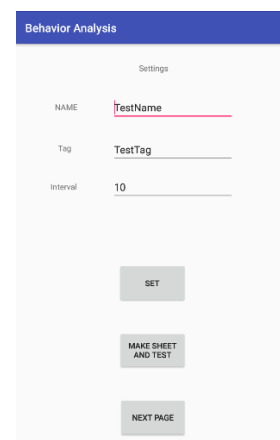 Behavior Analysis
Settings
NAME TestName
Tag TestTag
Interval 10
SET
MAKE SHEET
AND TEST
NEXT PAGE